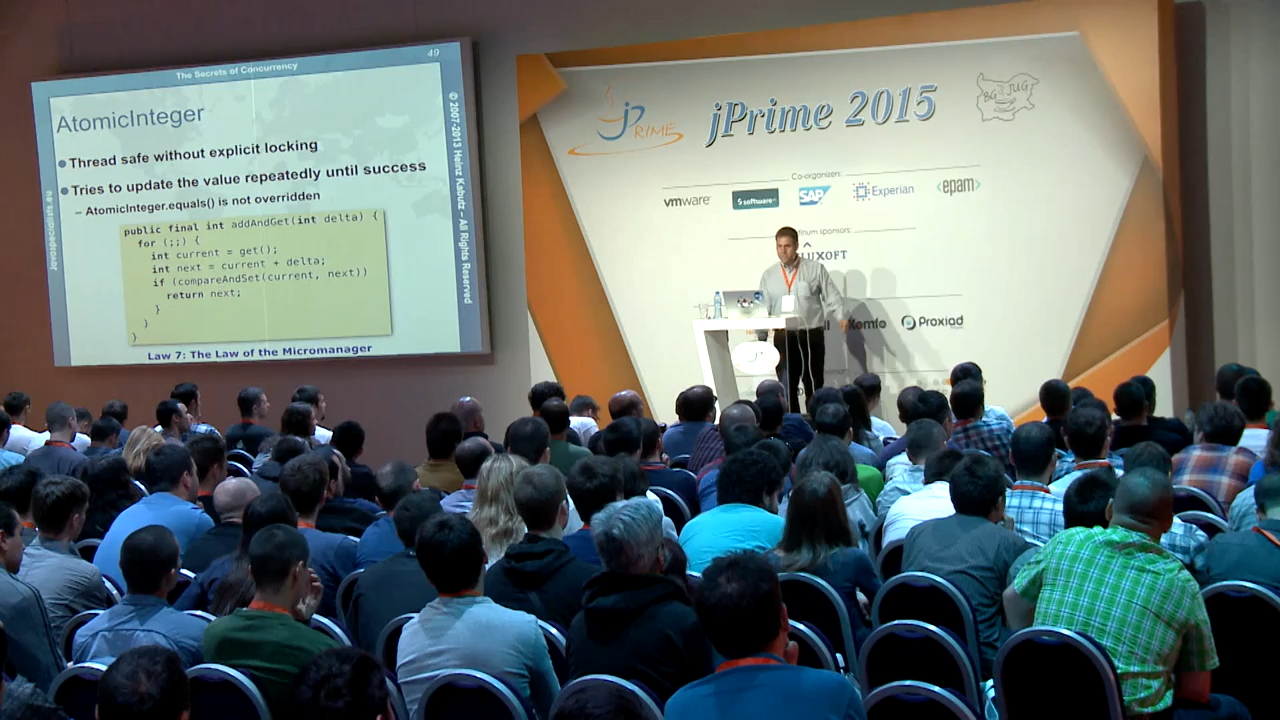 49
The Secrets of Concurrency
AtomicInteger
Thread safe without explicit locking
Tries to update the value repeatedly until success
– AtomicInteger.equals() is not overridden
public final int addAndGet(int delta) {
for (;;) {
int current = get();
int next = current + delta;
if (compareAndSet(current, next))
return next;
}
}
}
Law 7: The Law of the Micromanager
javaspecialists.eu
© 2007-2013 Heinz Kabutz – All Rights Reserved
jPRIME
jPrime 2015
BG JUG
Co-organizers:
vmware
software
SAP
Experian
<epam>
sponsors:
LUXOFT
Proxiad